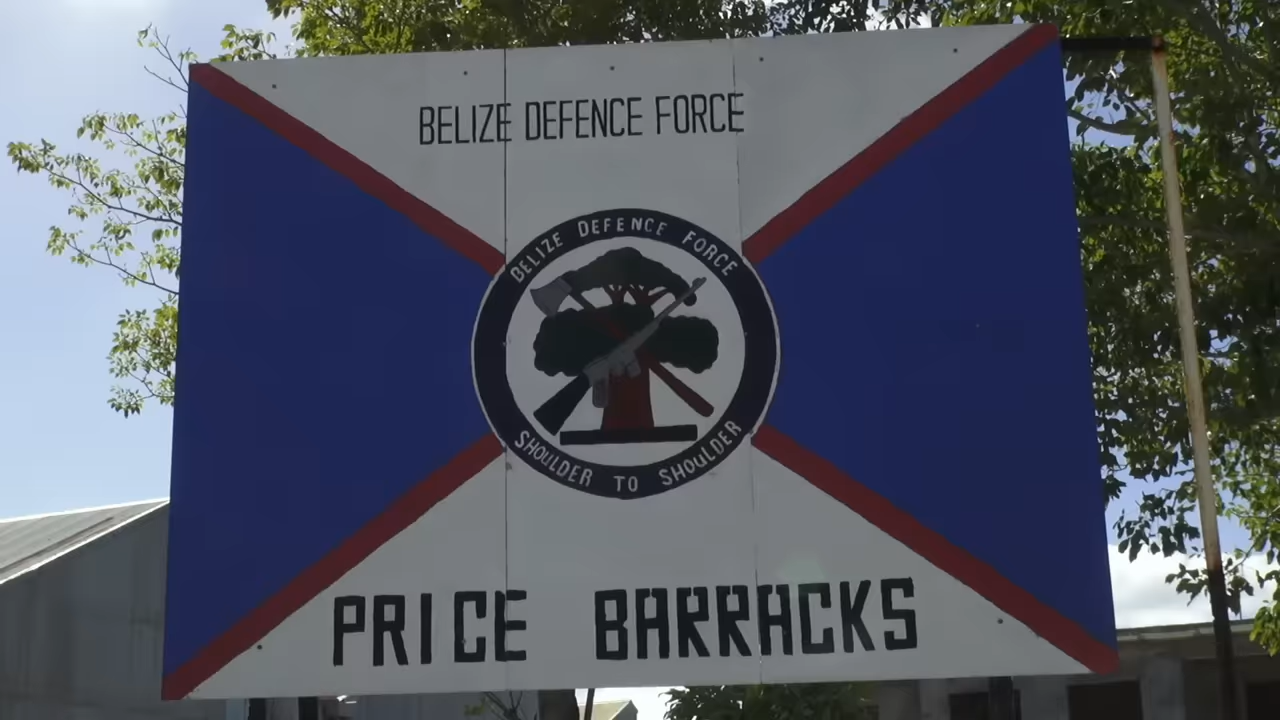 BELIZE DEFENCE FORCE
BELIZE DEFENCE FORCE
SHOULDER TO SHOULDER
PRICE BARRACKS